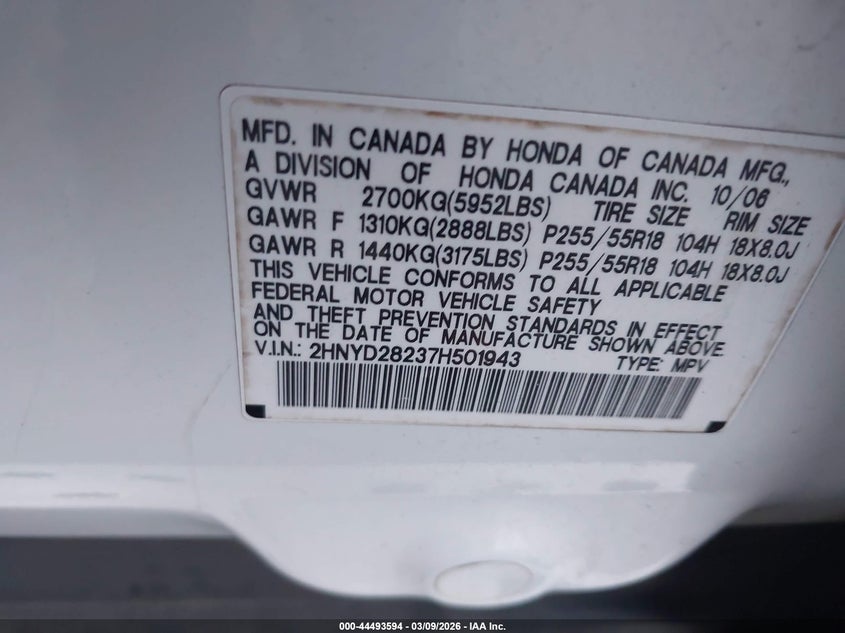 MFD. IN CANADA BY HONDA OF CANADA MFG.,
A DIVISION OF HONDA CANADA INC. 10/06
GVWR 2700KG(5952LBS) TIRE SIZE RIM SIZE
GAWR F 1310KG(2888LBS) P255/55R18 104H 18X8.0J
GAWR R 1440KG(3175LBS) P255/55R18 104H 18X8.0J
THIS VEHICLE CONFORMS TO ALL APPLICABLE
FEDERAL MOTOR VEHICLE SAFETY
AND THEFT PREVENTION STANDARDS IN EFFECT
ON THE DATE OF MANUFACTURE SHOWN ABOVE.
V.I.N.: 2HNYD28237H501943 TYPE: MPV
000-44493594 - 03/09/2026 - IAA Inc.